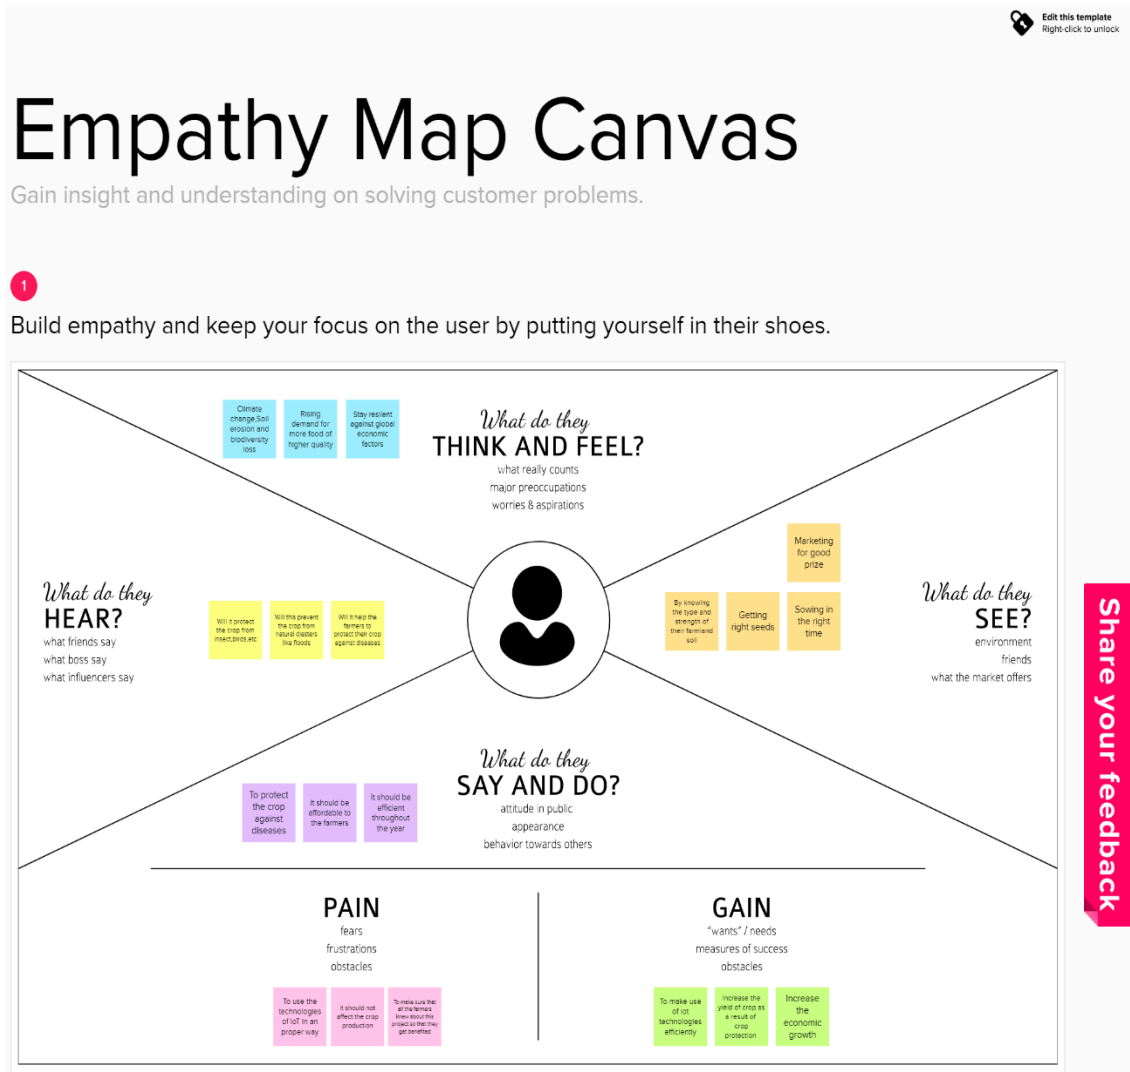 Edit this template
Right-click to unlock
Empathy Map Canvas
Gain insight and understanding on solving customer problems.
1
Build empathy and keep your focus on the user by putting yourself in their shoes.
Climate
change,Soil
erosion and
biodiversity
loss
Rising
demand for
more food of
higher quality
Stay resilent
against global
economic
factors
What do they
THINK AND FEEL?
what really counts
major preoccupations
worries & aspirations
What do they
HEAR?
what friends say
what boss say
what influencers say
Will it protect
the crop from
insect,birds,etc
Will this prevent
the crop from
natural diasters
like floods
Will it help the
farmers to
protect their crop
against diseases
Marketing
for good
prize
By knowing
the type and
strength of
their farmland
soil
Getting
right seeds
Sowing in
the right
time
What do they
SEE?
environment
friends
what the market offers
Share your feedback
What do they
SAY AND DO?
attitude in public
appearance
behavior towards others
To protect
the crop
against
diseases
It should be
affordable to
the farmers
It should be
efficient
throughout
the year
PAIN
fears
frustrations
obstacles
To use the
technologies
of IoT in an
proper way
It should not
affect the crop
production
To make sure that
all the farmers
knew about this
project so that they
get benefited
GAIN
"wants" / needs
measures of success
obstacles
To make use
of Iot
technologies
efficiently
Increase the
yield of crop as
a result of
crop
protection
Increase
the
economic
growth